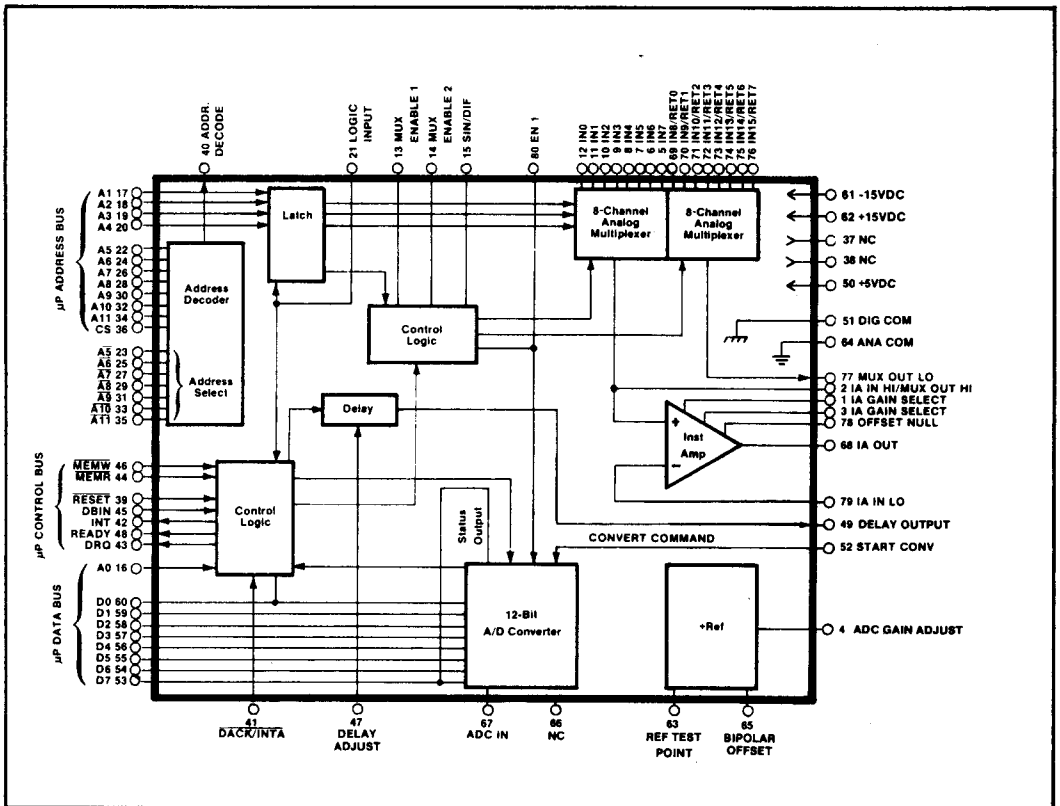 40 ADDR. DECODE
21 LOGIC INPUT
13 MUX ENABLE 1
14 MUX ENABLE 2
15 SIN/DIF
80 EN 1
12 IN0
11 IN1
10 IN2
9 IN3
8 IN4
7 IN5
6 IN6
5 IN7
69 IN8/RET0
70 IN9/RET1
71 IN10/RET2
72 IN11/RET3
73 IN12/RET4
74 IN13/RET5
75 IN14/RET6
76 IN15/RET7
µP ADDRESS BUS
A1 17
A2 18
A3 19
A4 20
A5 22
A6 24
A7 26
A8 28
A9 30
A10 32
A11 34
CS 36
A̅5̅ 23
A̅6̅ 25
A̅7̅ 27
A̅8̅ 29
A̅9̅ 31
A̅1̅0̅ 33
A̅1̅1̅ 35
Address Decoder
Address Select
Latch
Control Logic
Delay
8-Channel Analog Multiplexer
8-Channel Analog Multiplexer
61 -15VDC
62 +15VDC
37 NC
38 NC
50 +5VDC
51 DIG COM
64 ANA COM
77 MUX OUT LO
2 IA IN HI/MUX OUT HI
1 IA GAIN SELECT
3 IA GAIN SELECT
78 OFFSET NULL
68 IA OUT
79 IA IN LO
49 DELAY OUTPUT
52 START CONV
4 ADC GAIN ADJUST
+
Inst Amp
−
µP CONTROL BUS
M̅E̅M̅W̅ 46
M̅E̅M̅R̅ 44
R̅E̅S̅E̅T̅ 39
DBIN 45
INT 42
READY 48
DRQ 43
Control Logic
Status Output
CONVERT COMMAND
µP DATA BUS
A0 16
D0 60
D1 59
D2 58
D3 57
D4 56
D5 55
D6 54
D7 53
12-Bit A/D Converter
+Ref
41 D̅A̅C̅K̅/̅I̅N̅T̅A̅
47 DELAY ADJUST
67 ADC IN
66 NC
63 REF TEST POINT
65 BIPOLAR OFFSET